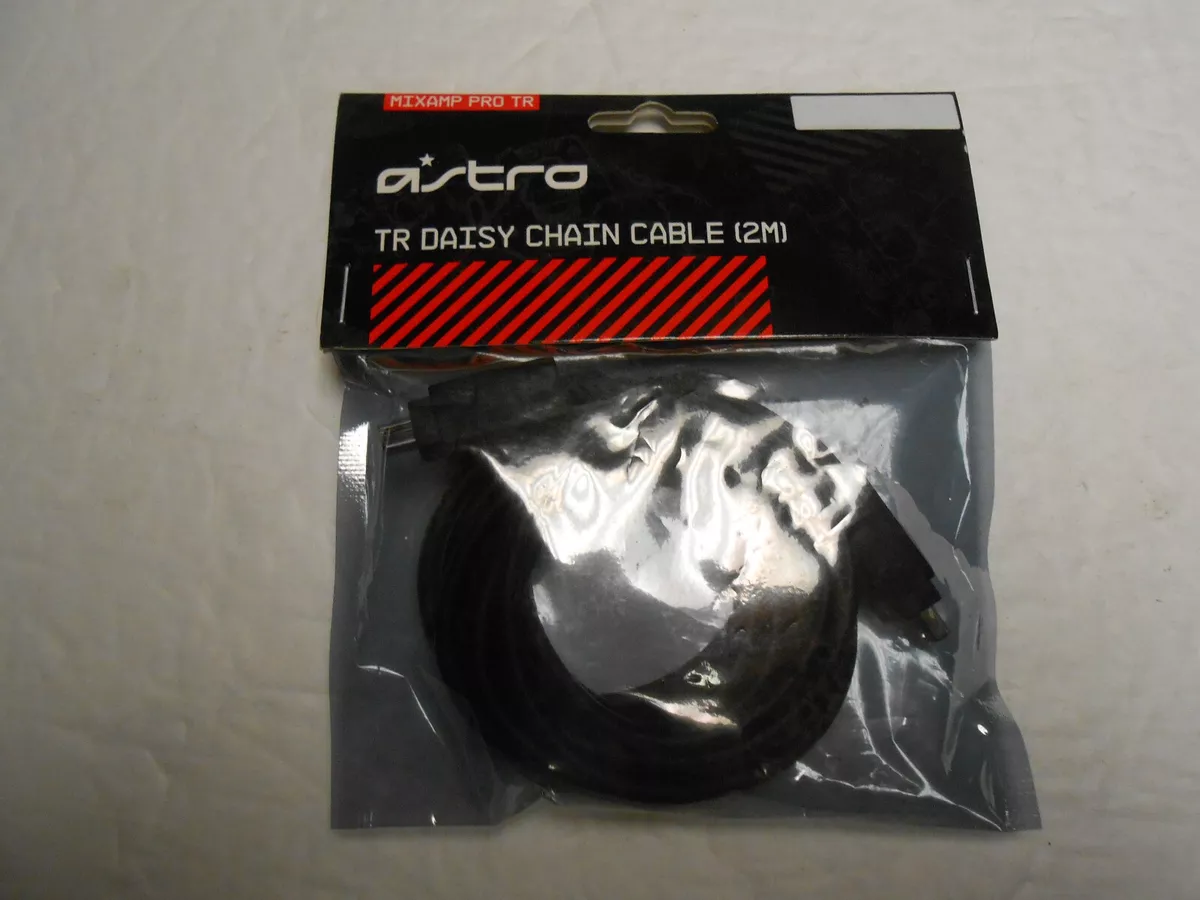 MIXAMP PRO TR
astro
TR DAISY CHAIN CABLE (2M)